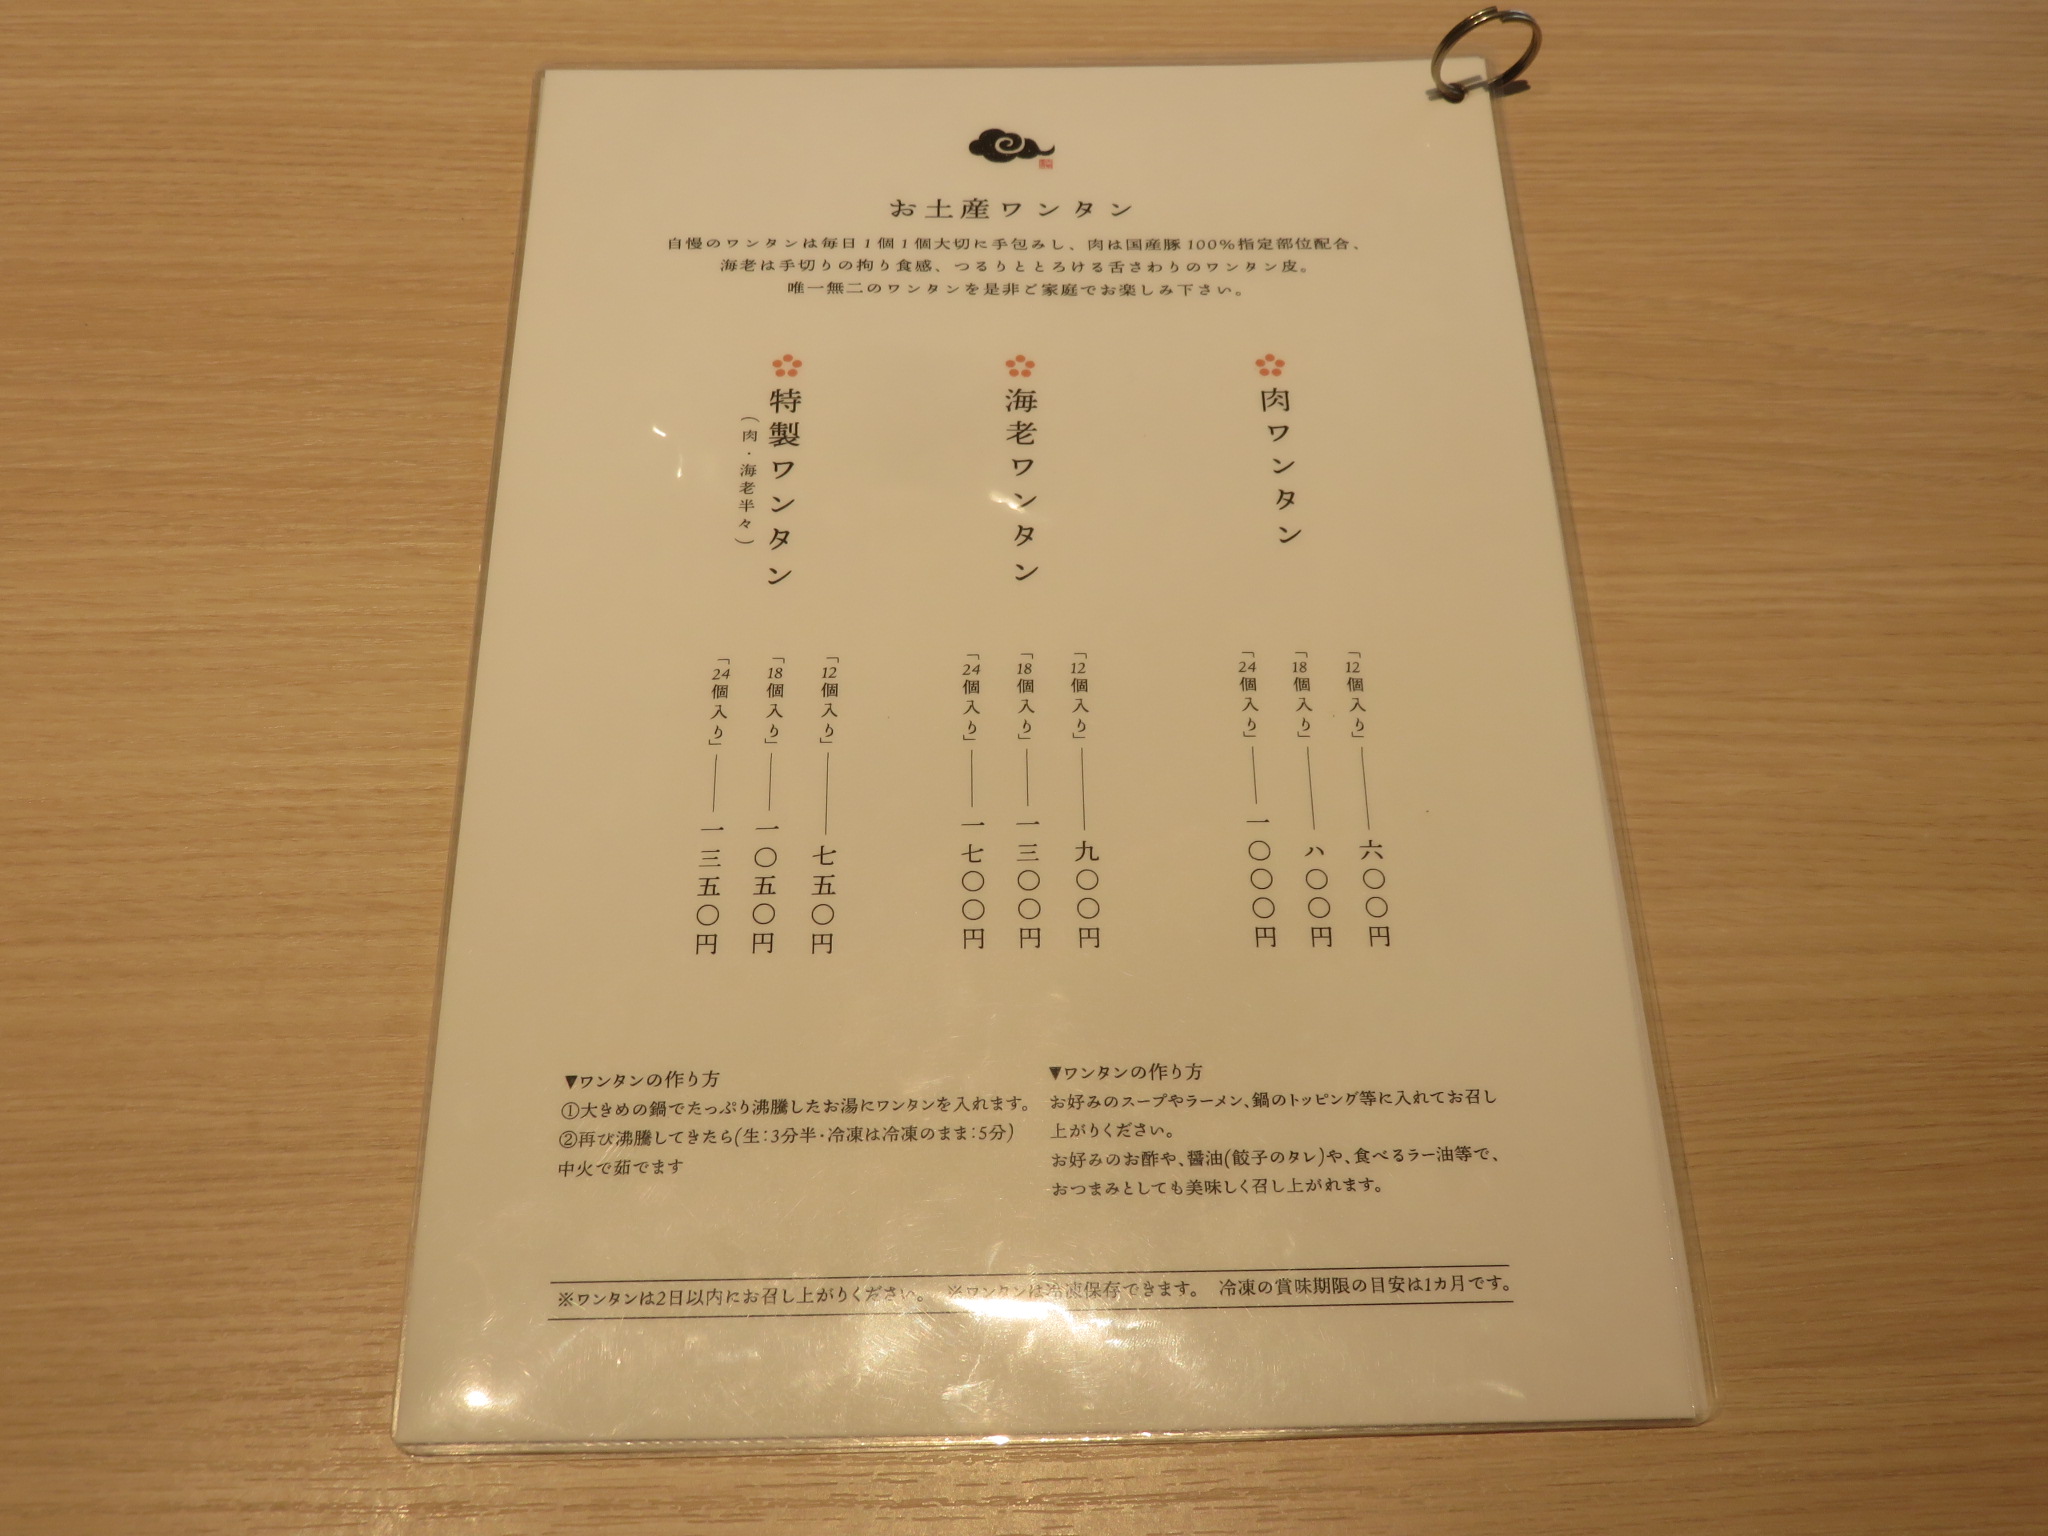 お土産ワンタン
自慢のワンタンは毎日1個1個大切に手包みし、肉は国産豚100%指定部位配合、
海老は手切りの拘り食感、つるりととろける舌さわりのワンタン皮。
唯一無二のワンタンを是非ご家庭でお楽しみ下さい。
肉ワンタン
「12個入り」――六〇〇円
「18個入り」――八〇〇円
「24個入り」――一〇〇〇円
海老ワンタン
「12個入り」――九〇〇円
「18個入り」――一三〇〇円
「24個入り」――一七〇〇円
特製ワンタン
(肉・海老半々)
「12個入り」――七五〇円
「18個入り」――一〇五〇円
「24個入り」――一三五〇円
▼ワンタンの作り方
①大きめの鍋でたっぷり沸騰したお湯にワンタンを入れます。
②再び沸騰してきたら(生:3分半・冷凍は冷凍のまま:5分)
中火で茹でます
▼ワンタンの作り方
お好みのスープやラーメン、鍋のトッピング等に入れてお召し
上がりください。
お好みのお酢や、醤油(餃子のタレ)や、食べるラー油等で、
おつまみとしても美味しく召し上がれます。
※ワンタンは2日以内にお召し上がりください。 ※ワンタンは冷凍保存できます。 冷凍の賞味期限の目安は1カ月です。